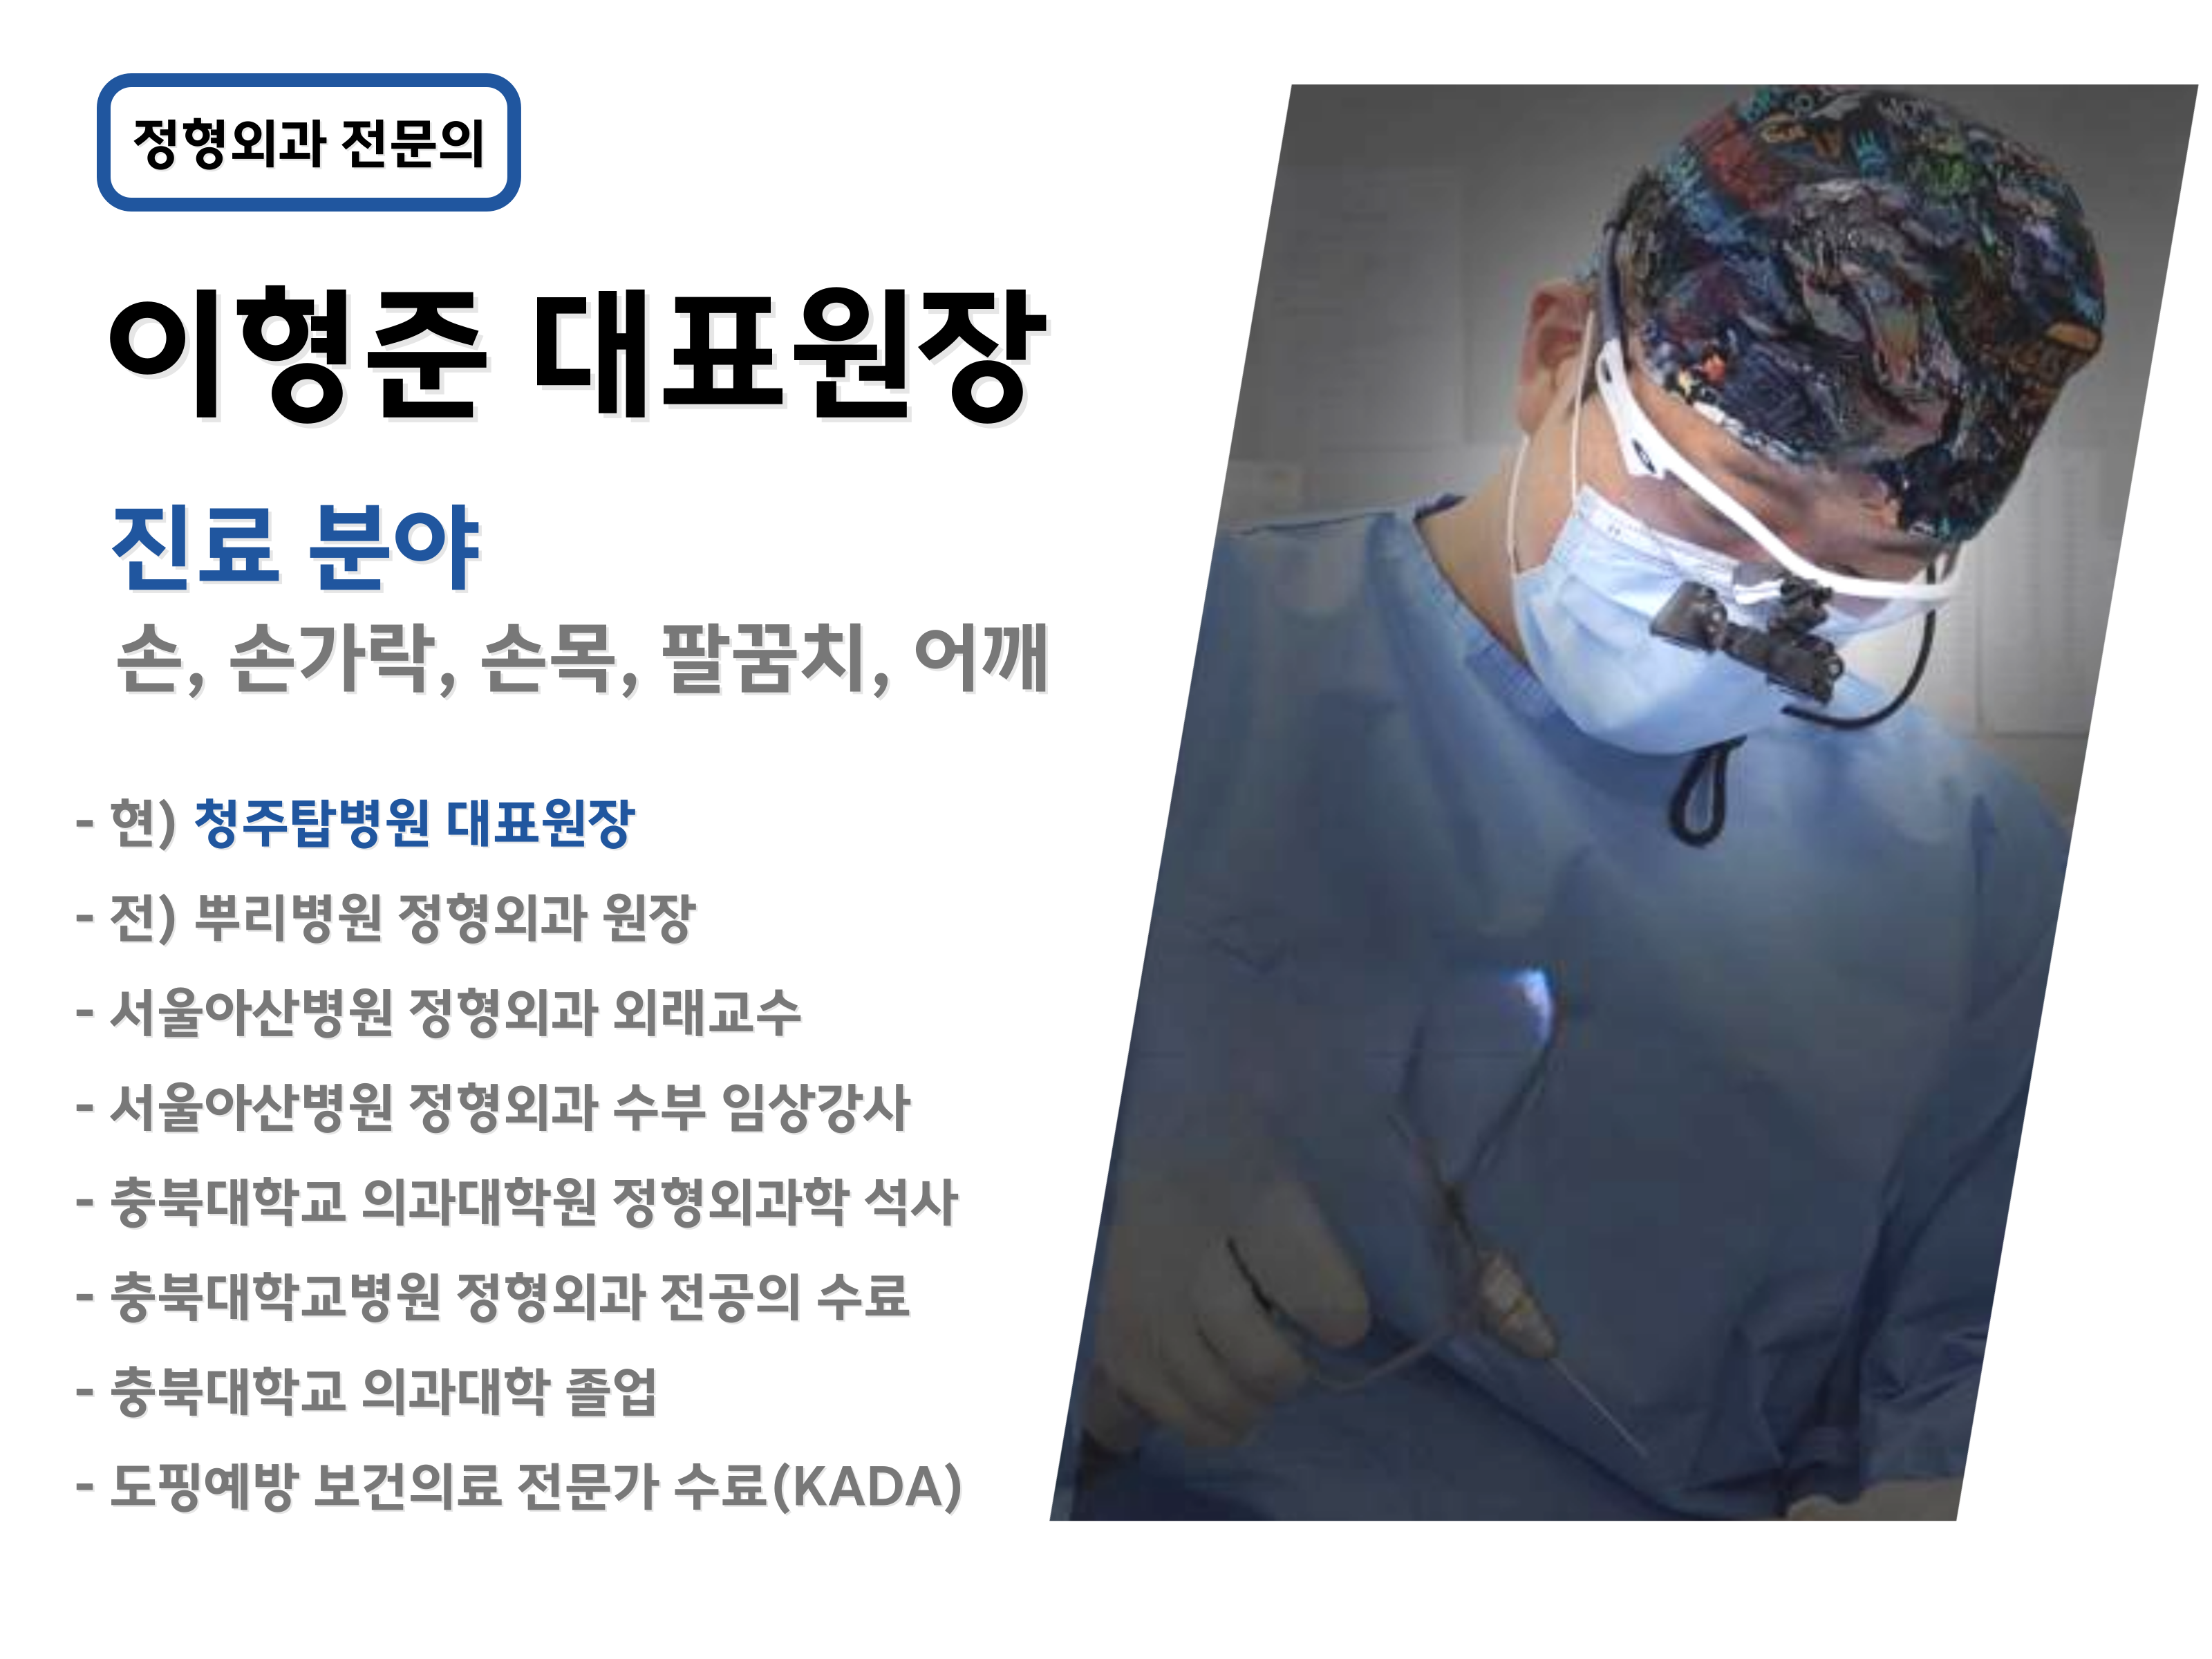 정형외과 전문의
이형준 대표원장
진료 분야
손, 손가락, 손목, 팔꿈치, 어깨
- 현) 청주탑병원 대표원장
- 전) 뿌리병원 정형외과 원장
- 서울아산병원 정형외과 외래교수
- 서울아산병원 정형외과 수부 임상강사
- 충북대학교 의과대학원 정형외과학 석사
- 충북대학교병원 정형외과 전공의 수료
- 충북대학교 의과대학 졸업
- 도핑예방 보건의료 전문가 수료(KADA)